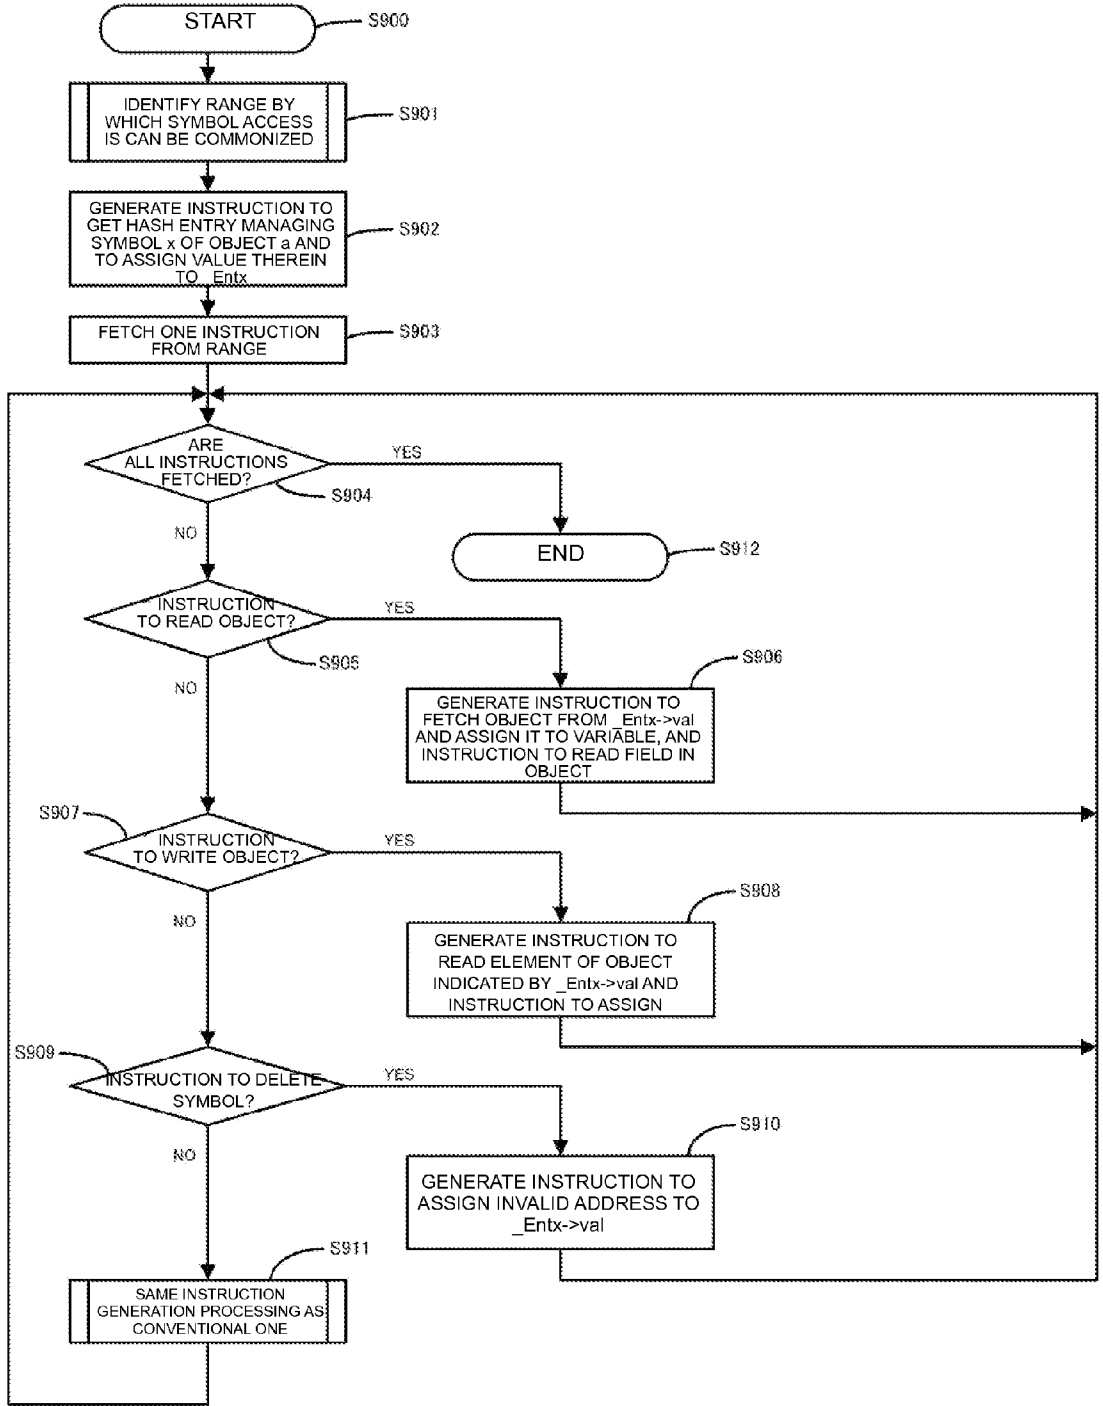 START
S900
IDENTIFY RANGE BY
WHICH SYMBOL ACCESS
IS CAN BE COMMONIZED
S901
GENERATE INSTRUCTION TO
GET HASH ENTRY MANAGING
SYMBOL x OF OBJECT a AND
TO ASSIGN VALUE THEREIN
TO _Entx
S902
FETCH ONE INSTRUCTION
FROM RANGE
S903
ARE
ALL INSTRUCTIONS
FETCHED?
YES
S904
NO
END
S912
INSTRUCTION
TO READ OBJECT?
YES
S905
NO
S906
GENERATE INSTRUCTION TO
FETCH OBJECT FROM _Entx->val
AND ASSIGN IT TO VARIABLE, AND
INSTRUCTION TO READ FIELD IN
OBJECT
S907
INSTRUCTION
TO WRITE OBJECT?
YES
NO
S908
GENERATE INSTRUCTION TO
READ ELEMENT OF OBJECT
INDICATED BY _Entx->val AND
INSTRUCTION TO ASSIGN
S909
INSTRUCTION TO DELETE
SYMBOL?
YES
NO
S910
GENERATE INSTRUCTION TO
ASSIGN INVALID ADDRESS TO
_Entx->val
S911
SAME INSTRUCTION
GENERATION PROCESSING AS
CONVENTIONAL ONE